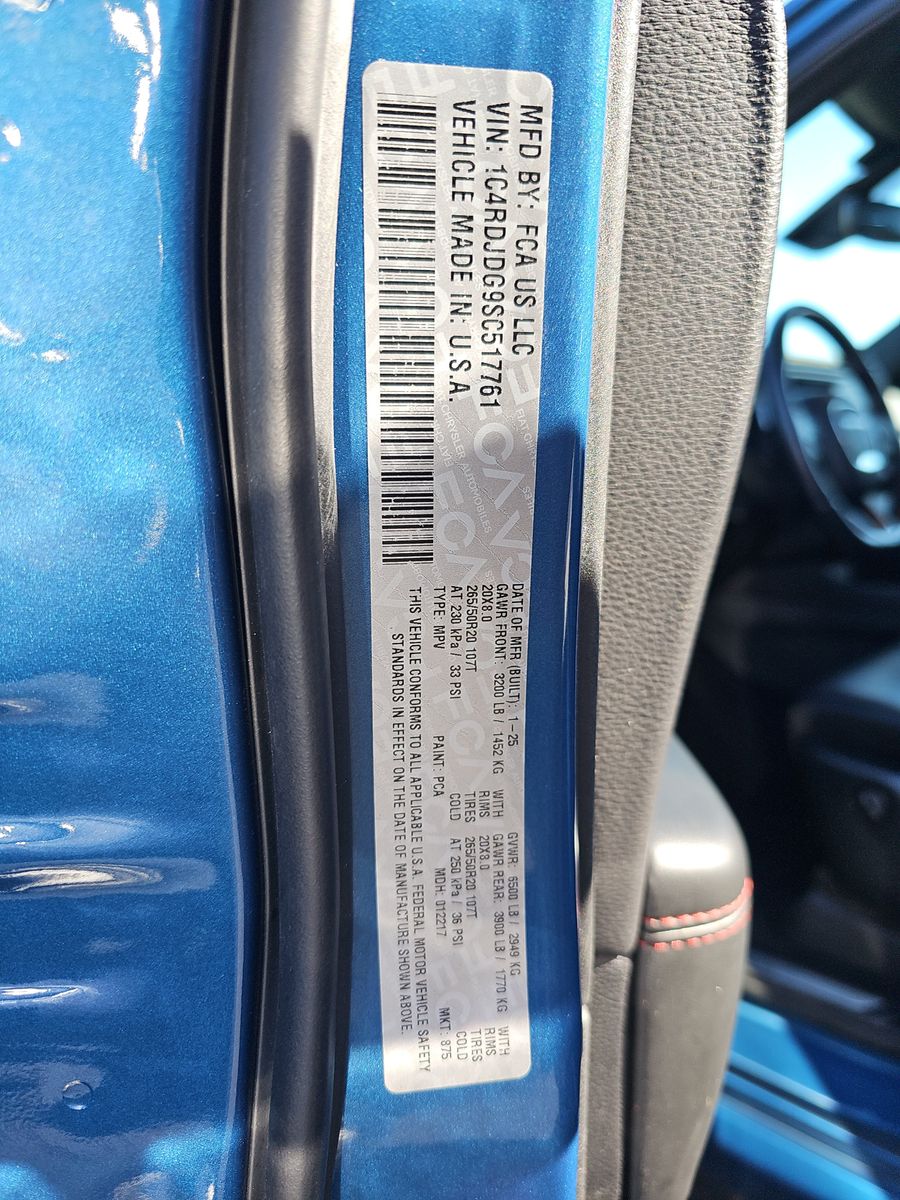 MFD BY: FCA US LLC
VIN: 1C4RDJDG9SC517761
VEHICLE MADE IN: U.S.A.
DATE OF MFR (BUILT): 1-25 GVWR: 6500 LB / 2949 KG
GAWR FRONT: 3200 LB / 1452 KG WITH GAWR REAR: 3900 LB / 1770 KG WITH
20X8.0 RIMS 20X8.0 RIMS
265/50R20 107T TIRES 265/50R20 107T TIRES
AT 230 kPa / 33 PSI COLD AT 250 kPa / 36 PSI COLD
TYPE: MPV PAINT: PCA MDH: 012217 MKT: 875
THIS VEHICLE CONFORMS TO ALL APPLICABLE U.S.A. FEDERAL MOTOR VEHICLE SAFETY
STANDARDS IN EFFECT ON THE DATE OF MANUFACTURE SHOWN ABOVE.